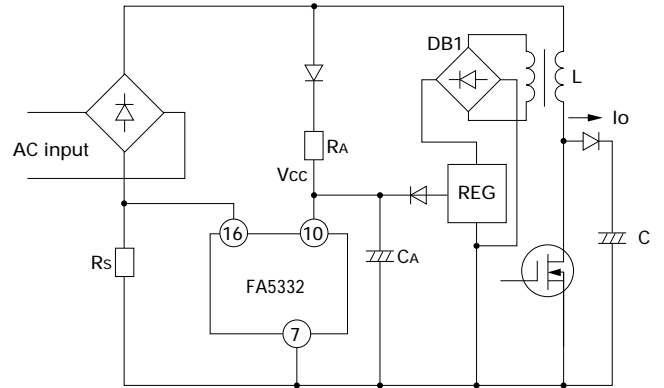 DB1
L
Io
AC input
RA
Vcc
REG
16
10
Rs
CA
C
FA5332
7